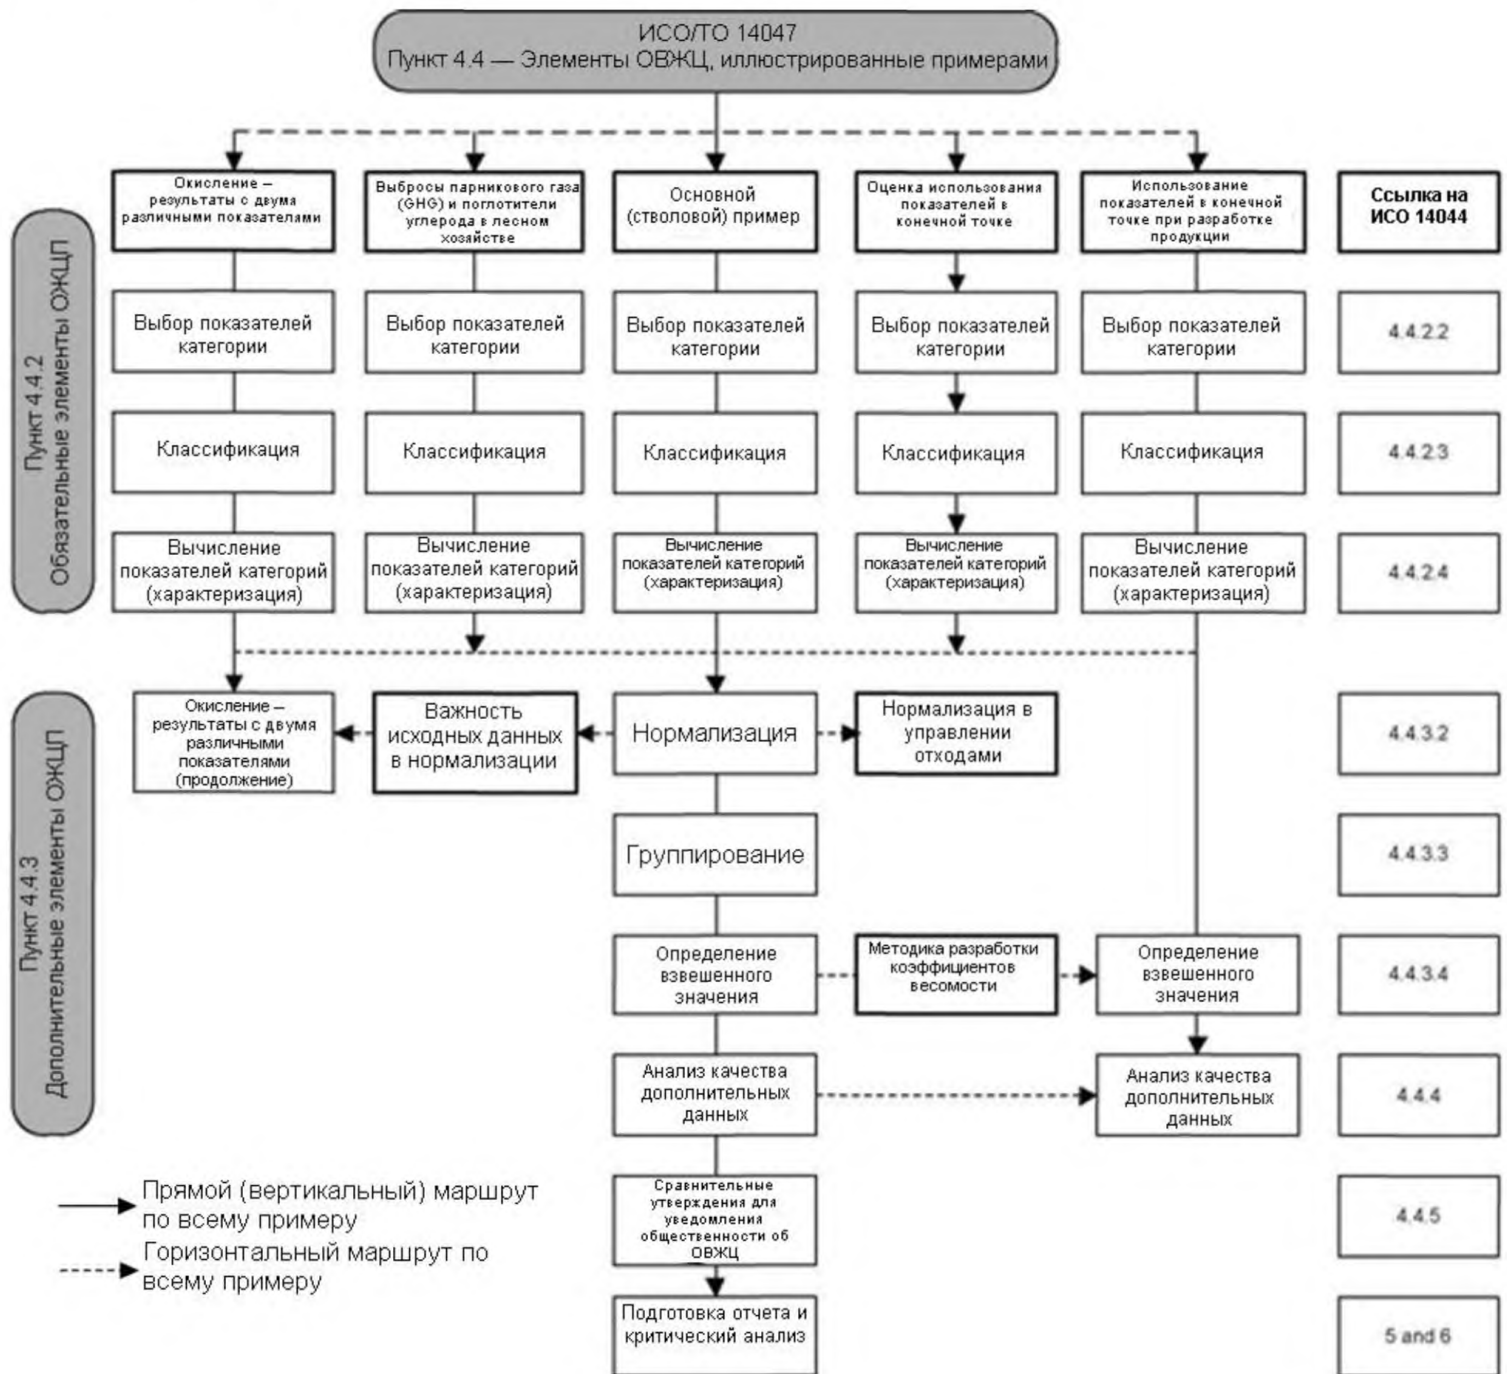 ИСО/ТО 14047
Пункт 4.4 — Элементы ОВЖЦ, иллюстрированные примерами
Окисление –
результаты с двумя
различными показателями
Выбросы парникового газа
(GHG) и поглотители
углерода в лесном
хозяйстве
Основной
(стволовой) пример
Оценка использования
показателей в
конечной точке
Использование
показателей в конечной
точке при разработке
продукции
Ссылка на
ИСО 14044
Пункт 4.4.2
Обязательные элементы ОЖЦП
Выбор показателей
категории
Выбор показателей
категории
Выбор показателей
категории
Выбор показателей
категории
Выбор показателей
категории
4.4.2.2
Классификация
Классификация
Классификация
Классификация
Классификация
4.4.2.3
Вычисление
показателей категорий
(характеризация)
Вычисление
показателей категорий
(характеризация)
Вычисление
показателей категорий
(характеризация)
Вычисление
показателей категорий
(характеризация)
Вычисление
показателей категорий
(характеризация)
4.4.2.4
Пункт 4.4.3
Дополнительные элементы ОЖЦП
Окисление –
результаты с двумя
различными
показателями
(продолжение)
Важность
исходных данных
в нормализации
Нормализация
Нормализация в
управлении
отходами
4.4.3.2
Группирование
4.4.3.3
Определение
взвешенного
значения
Методика разработки
коэффициентов
весомости
Определение
взвешенного
значения
4.4.3.4
Анализ качества
дополнительных
данных
Анализ качества
дополнительных
данных
4.4.4
Прямой (вертикальный) маршрут
по всему примеру
Горизонтальный маршрут по
всему примеру
Сравнительные
утверждения для
уведомления
общественности об
ОВЖЦ
4.4.5
Подготовка отчета и
критический анализ
5 and 6